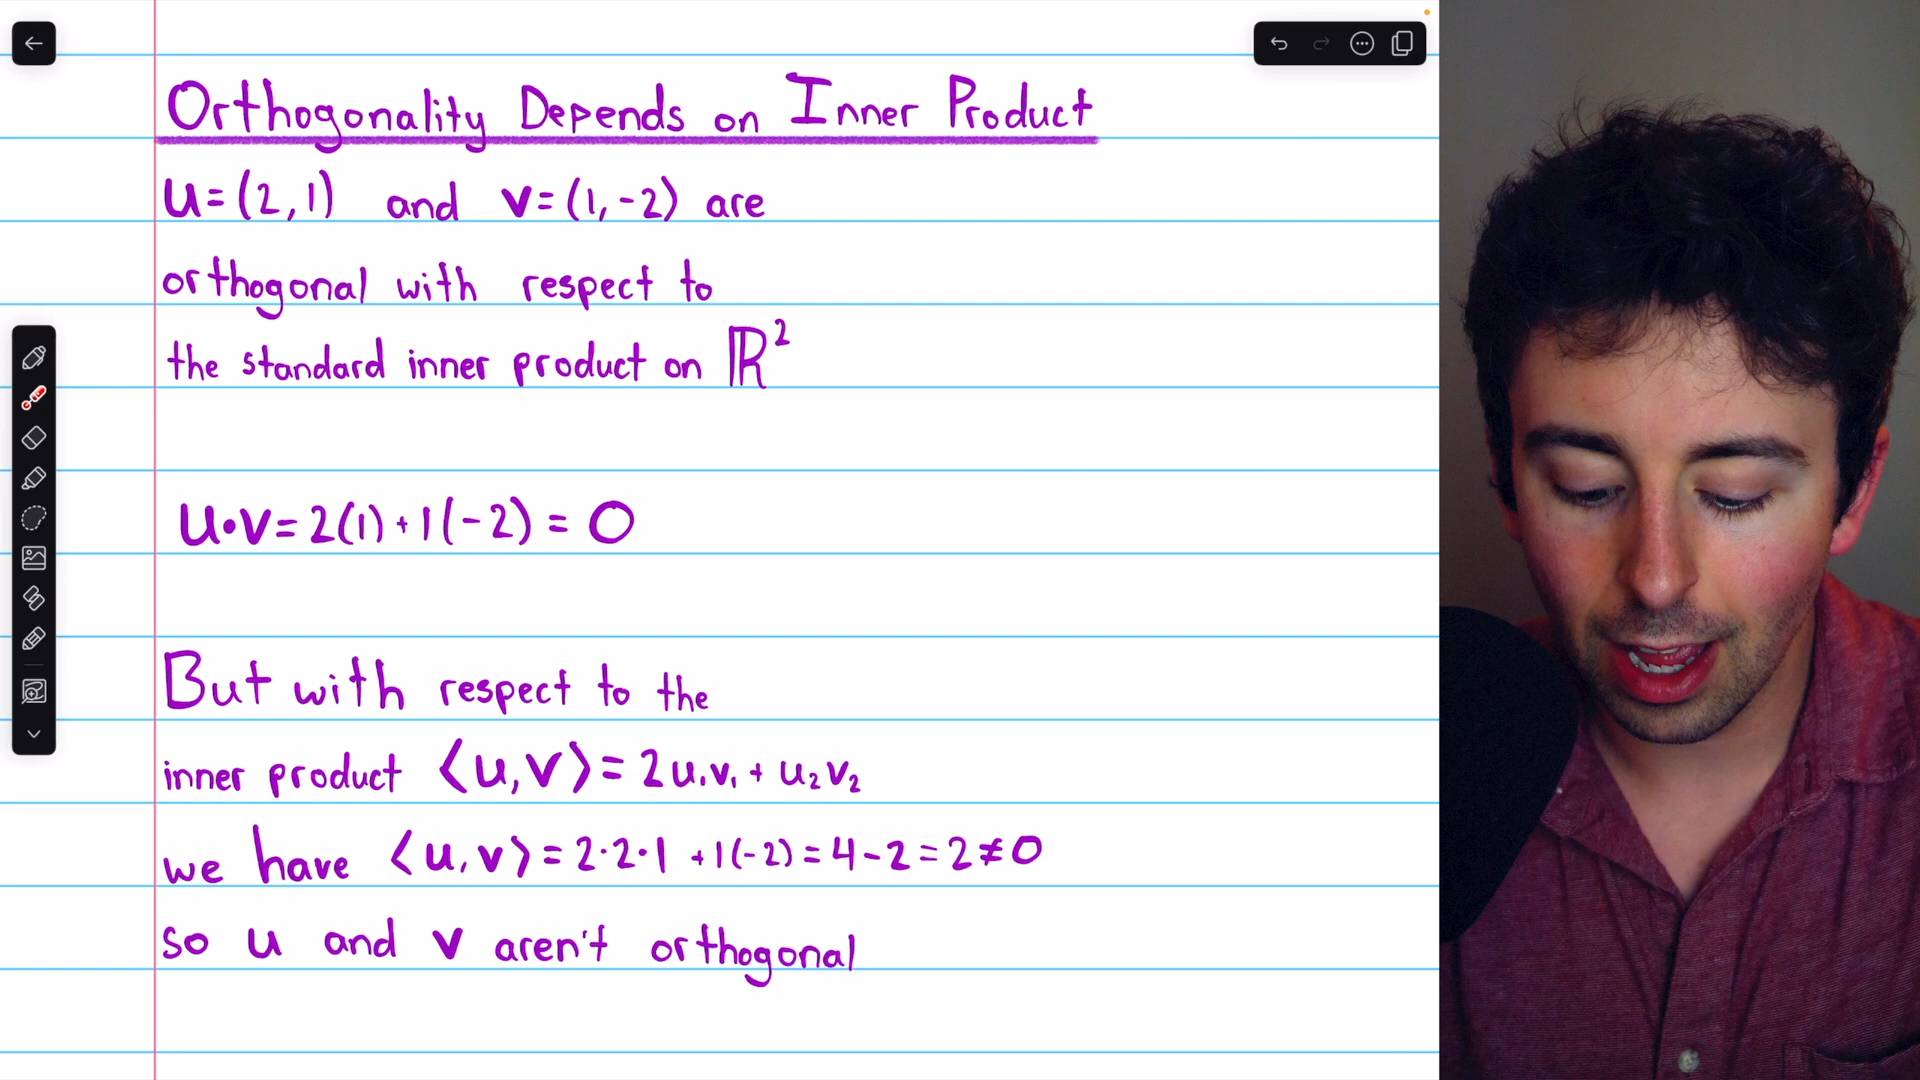 Orthogonality Depends on Inner Product
u=(2,1) and v=(1,-2) are
orthogonal with respect to
the standard inner product on ℝ²
u•v=2(1)+1(-2)=0
But with respect to the
inner product ⟨u,v⟩=2u₁v₁+u₂v₂
we have ⟨u,v⟩=2·2·1+1(-2)=4-2=2≠0
so u and v aren't orthogonal